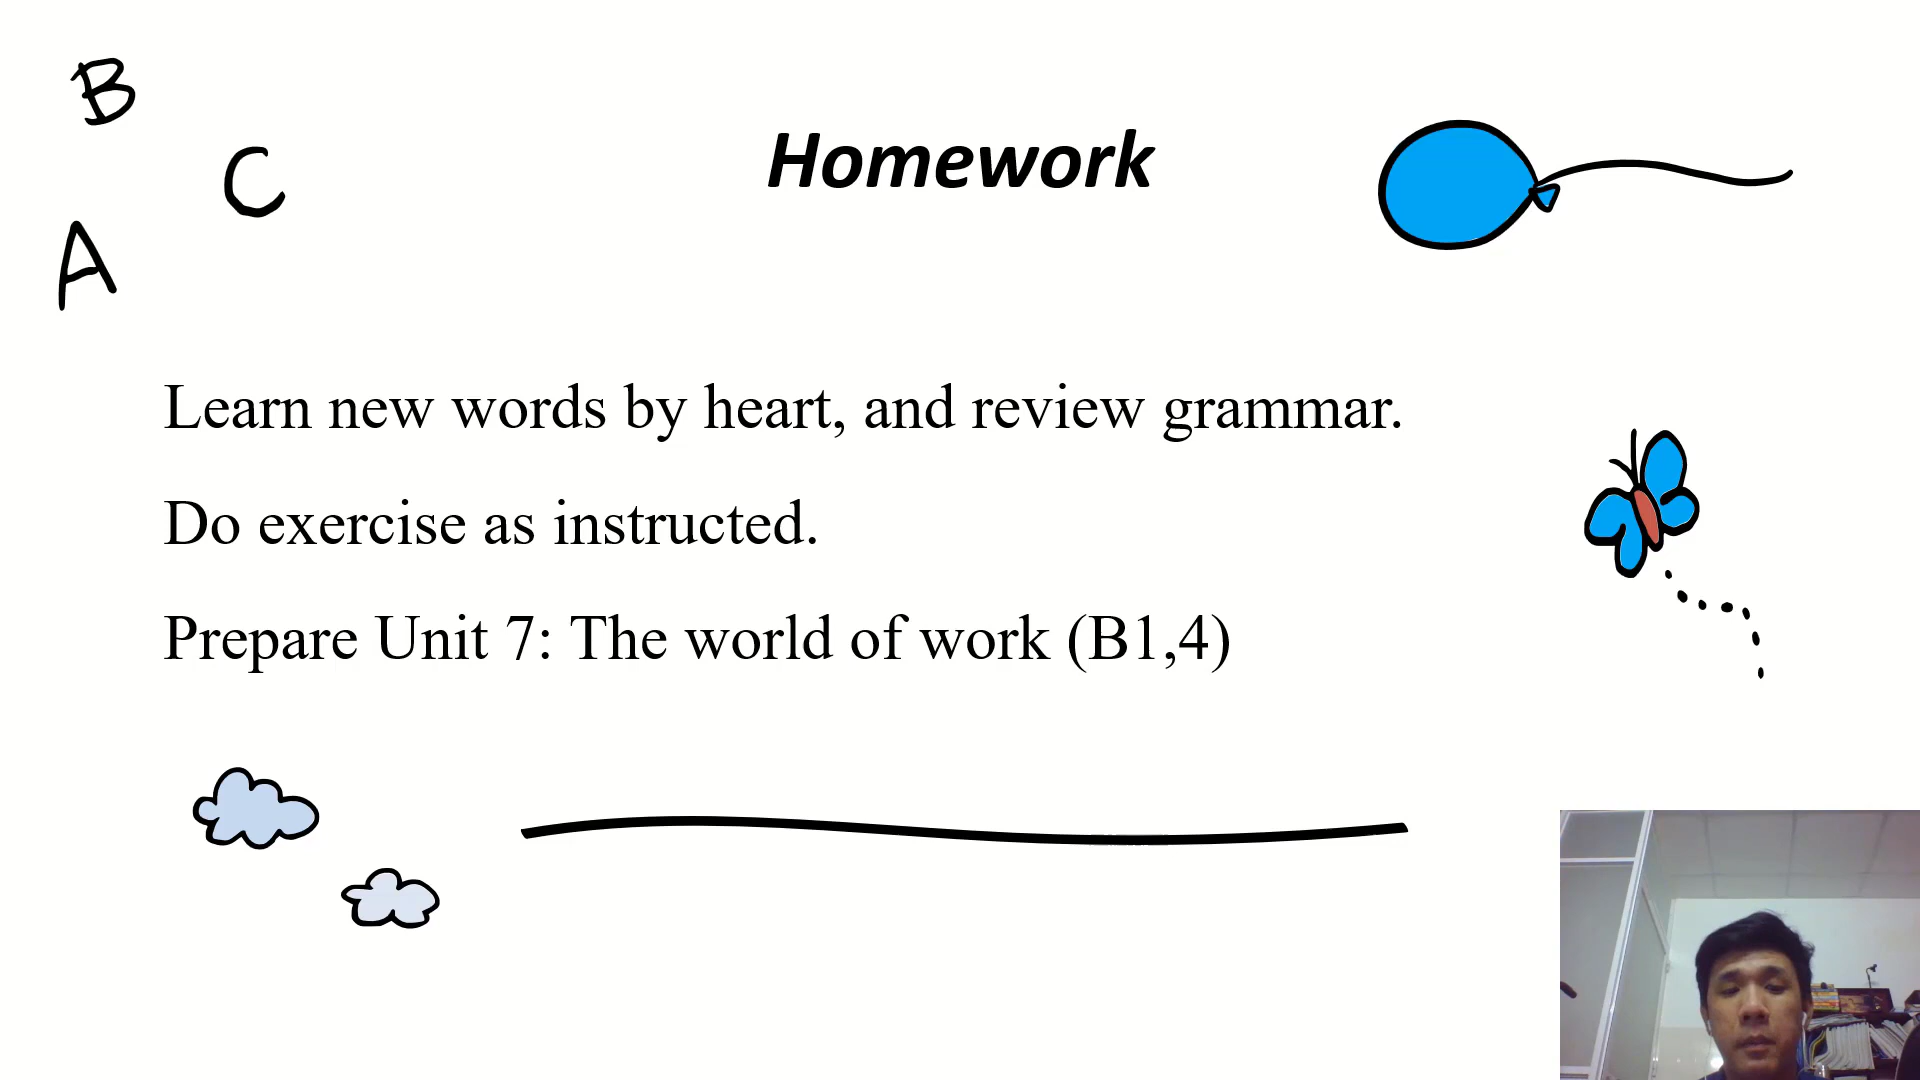 B
C
A
Homework
Learn new words by heart, and review grammar.
Do exercise as instructed.
Prepare Unit 7: The world of work (B1,4)